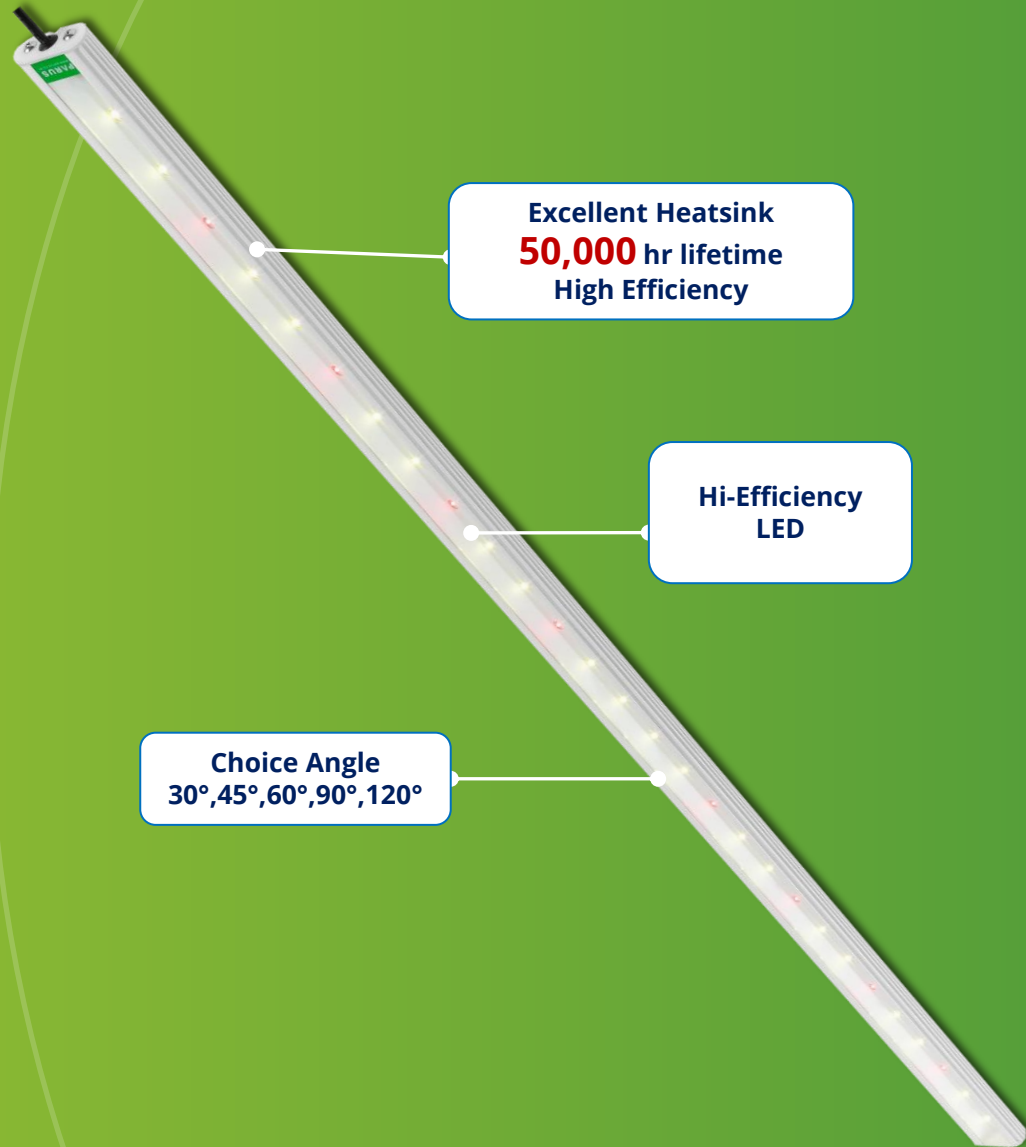 PARUS
Excellent Heatsink
50,000 hr lifetime
High Efficiency
Hi-Efficiency
LED
Choice Angle
30°,45°,60°,90°,120°